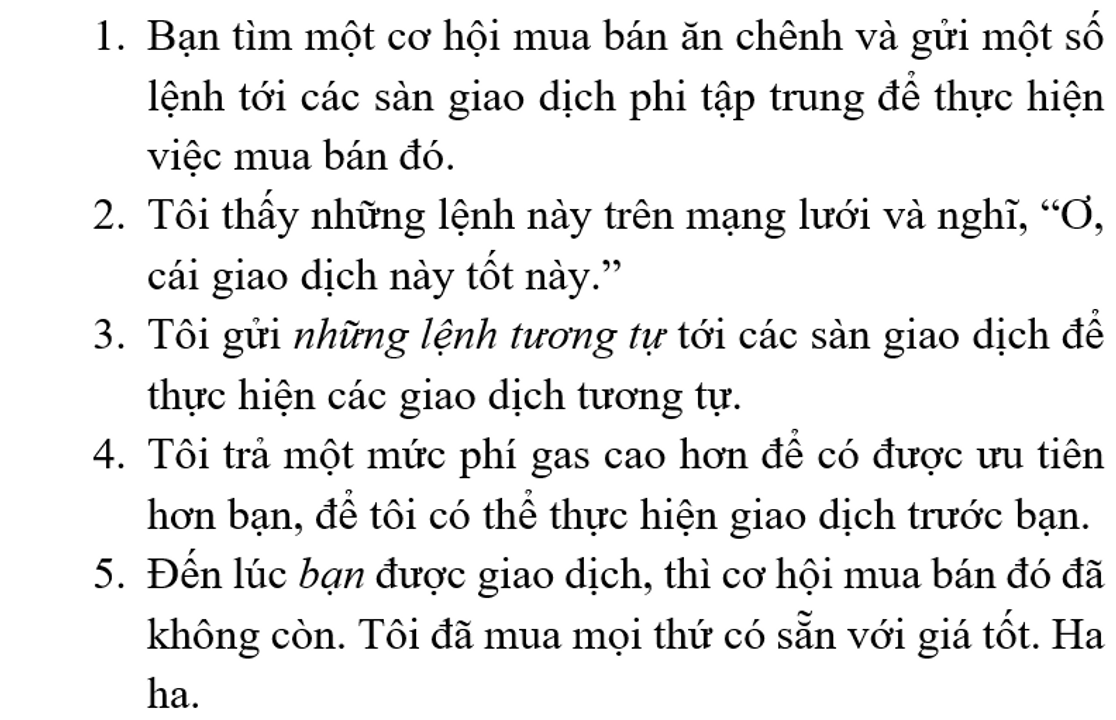 1. Bạn tìm một cơ hội mua bán ăn chênh và gửi một số
lệnh tới các sàn giao dịch phi tập trung để thực hiện
việc mua bán đó.
2. Tôi thấy những lệnh này trên mạng lưới và nghĩ, “Ơ,
cái giao dịch này tốt này.”
3. Tôi gửi những lệnh tương tự tới các sàn giao dịch để
thực hiện các giao dịch tương tự.
4. Tôi trả một mức phí gas cao hơn để có được ưu tiên
hơn bạn, để tôi có thể thực hiện giao dịch trước bạn.
5. Đến lúc bạn được giao dịch, thì cơ hội mua bán đó đã
không còn. Tôi đã mua mọi thứ có sẵn với giá tốt. Ha
ha.